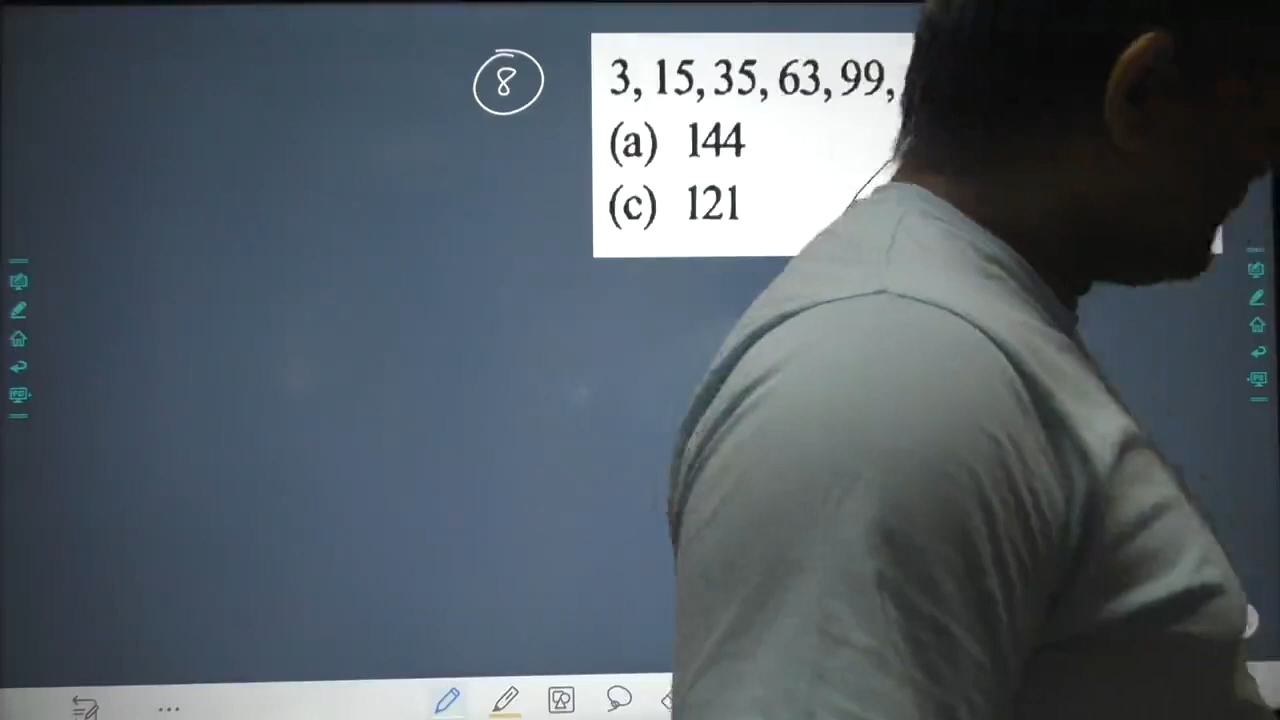 8
3, 15, 35, 63, 99,
(a) 144
(c) 121